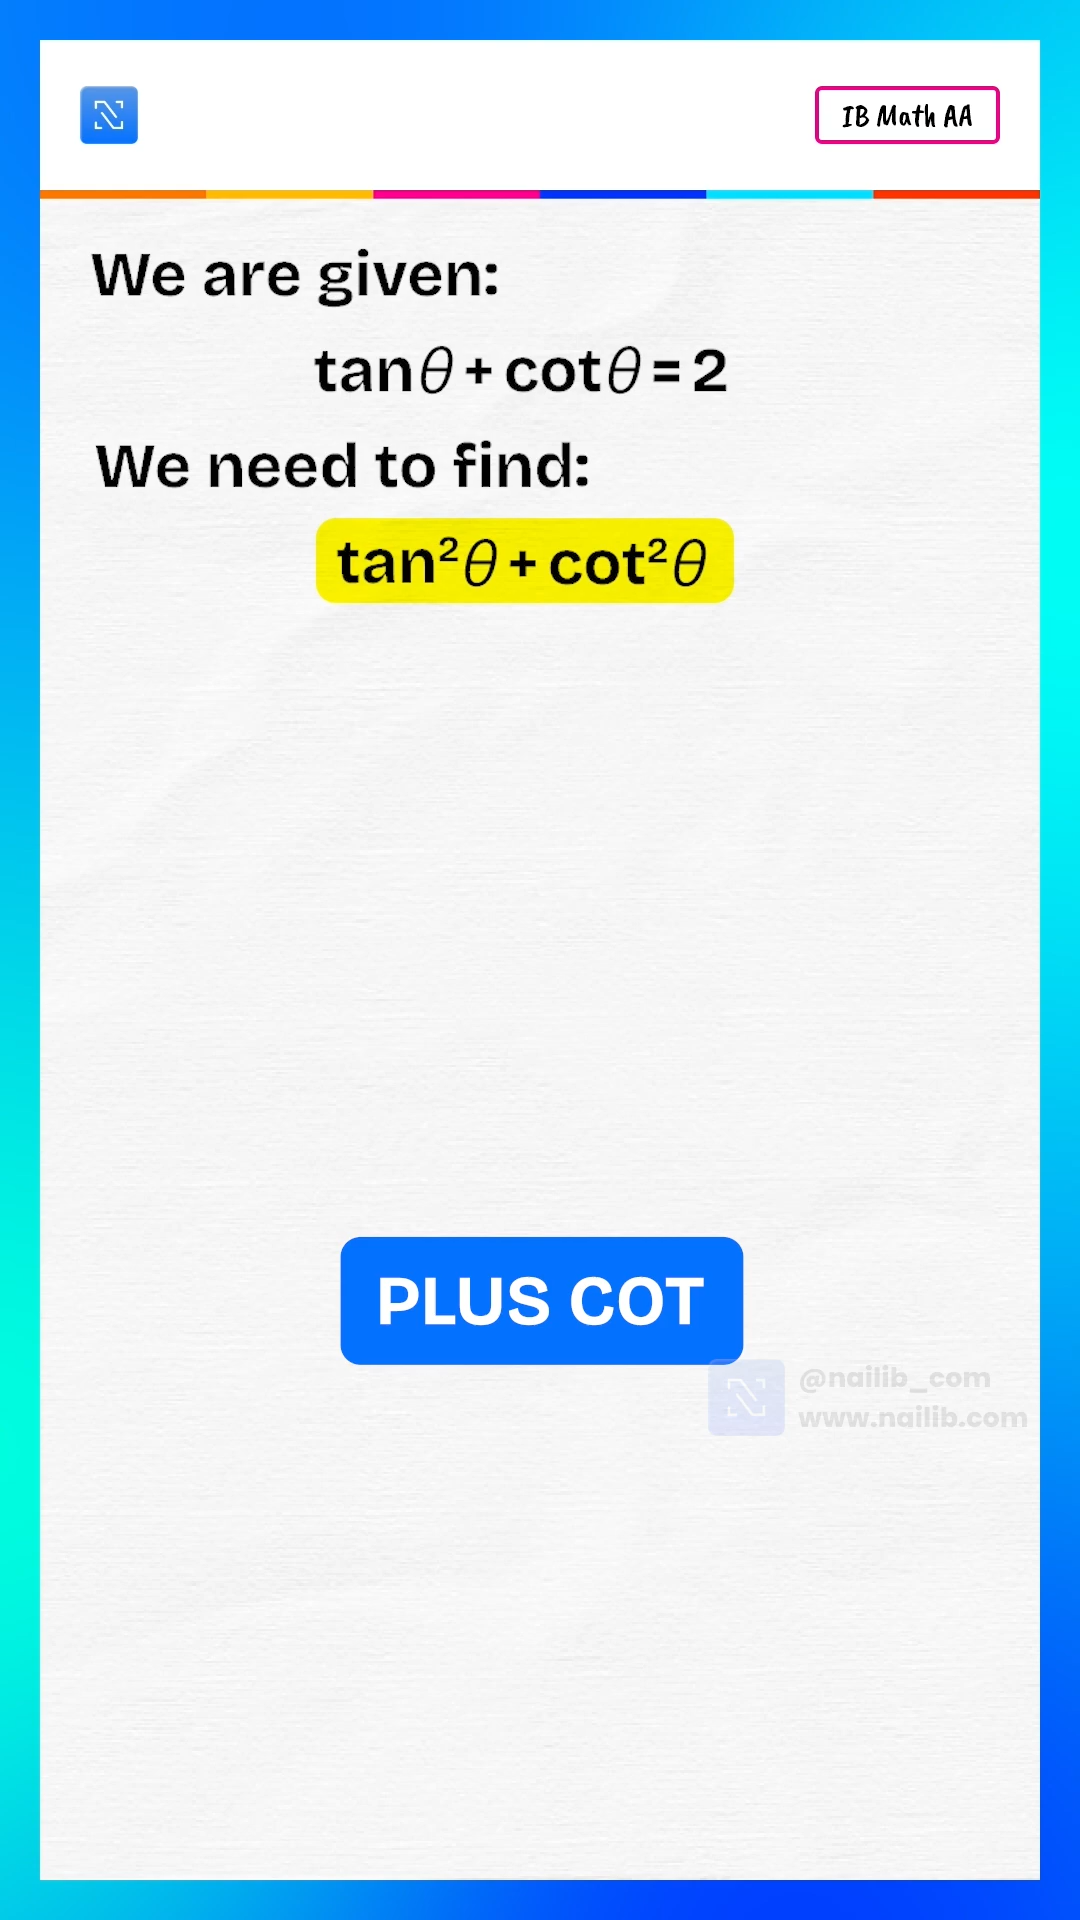 IB Math AA
We are given:
tanθ + cotθ = 2
We need to find:
tan²θ + cot²θ
PLUS COT
@nailib_com
www.nailib.com